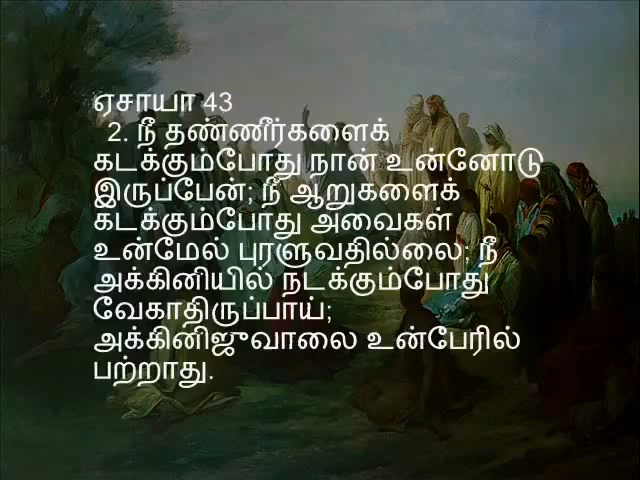 ஏசாயா 43
2. நீ தண்ணீர்களைக்
கடக்கும்போது நான் உன்னோடு
இருப்பேன்; நீ ஆறுகளைக்
கடக்கும்போது அவைகள்
உன்மேல் புரளுவதில்லை; நீ
அக்கினியில் நடக்கும்போது
வேகாதிருப்பாய்;
அக்கினிஜுவாலை உன்பேரில்
பற்றாது.